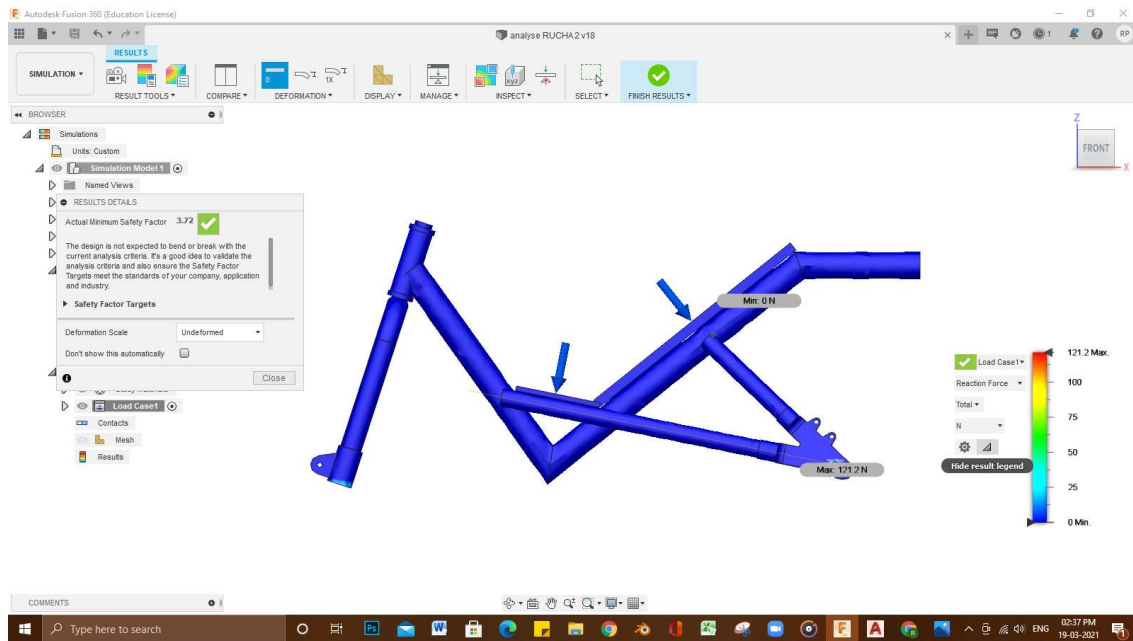 Autodesk Fusion 360 (Education License)
analyse RUCHA 2 v18
1
RP
RESULTS
SIMULATION
RESULT TOOLS
COMPARE
DEFORMATION
DISPLAY
MANAGE
INSPECT
SELECT
FINISH RESULTS
BROWSER
Simulations
Units: Custom
Simulation Model 1
Named Views
RESULTS DETAILS
Actual Minimum Safety Factor 3.72
The design is not expected to bend or break with the
current analysis criteria. It's a good idea to validate the
analysis criteria and also ensure the Safety Factor
Targets meet the standards of your company, application
and industry.
Safety Factor Targets
Deformation Scale Undeformed
Don't show this automatically
Close
Load Case1
Contacts
Mesh
Results
Z
FRONT
X
Min: 0 N
Max: 121.2 N
Load Case1
Reaction Force
Total
N
Hide result legend
121.2 Max.
100
75
50
25
0 Min.
COMMENTS
Type here to search
ENG
02:37 PM
19-03-2021